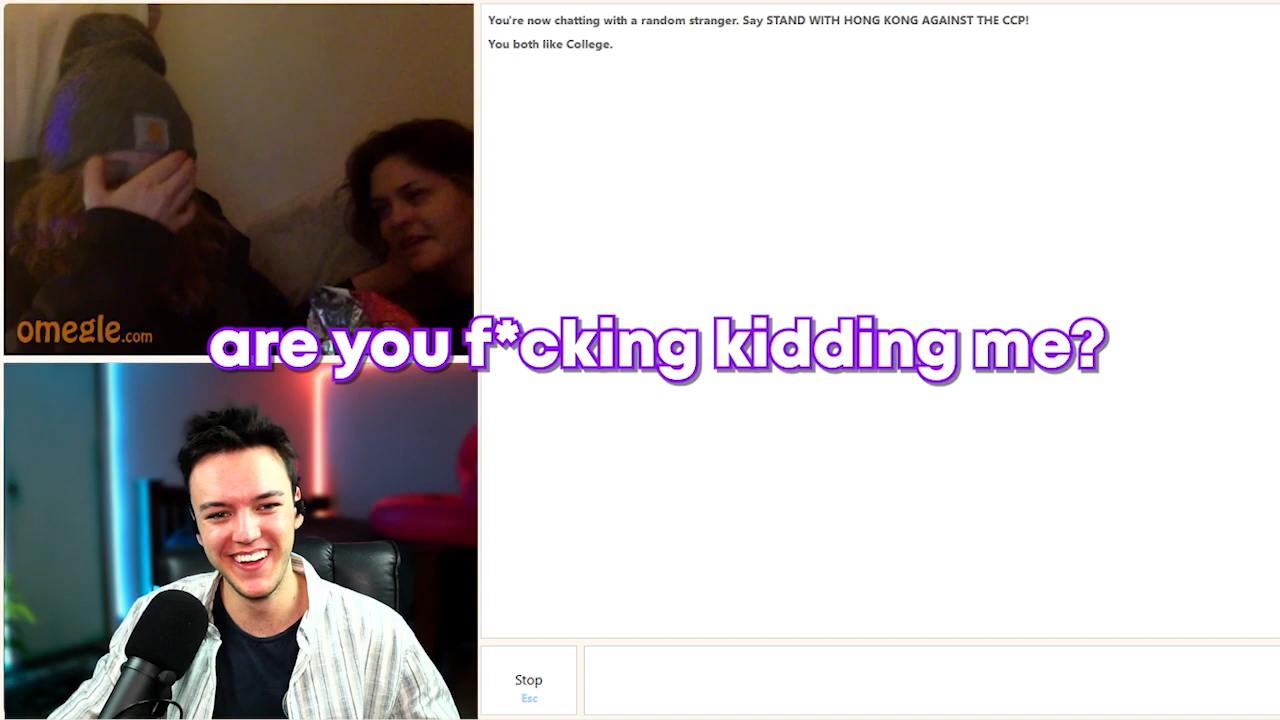 You're now chatting with a random stranger. Say STAND WITH HONG KONG AGAINST THE CCP!
You both like College.
omegle.com
are you f*cking kidding me?
Stop
Esc